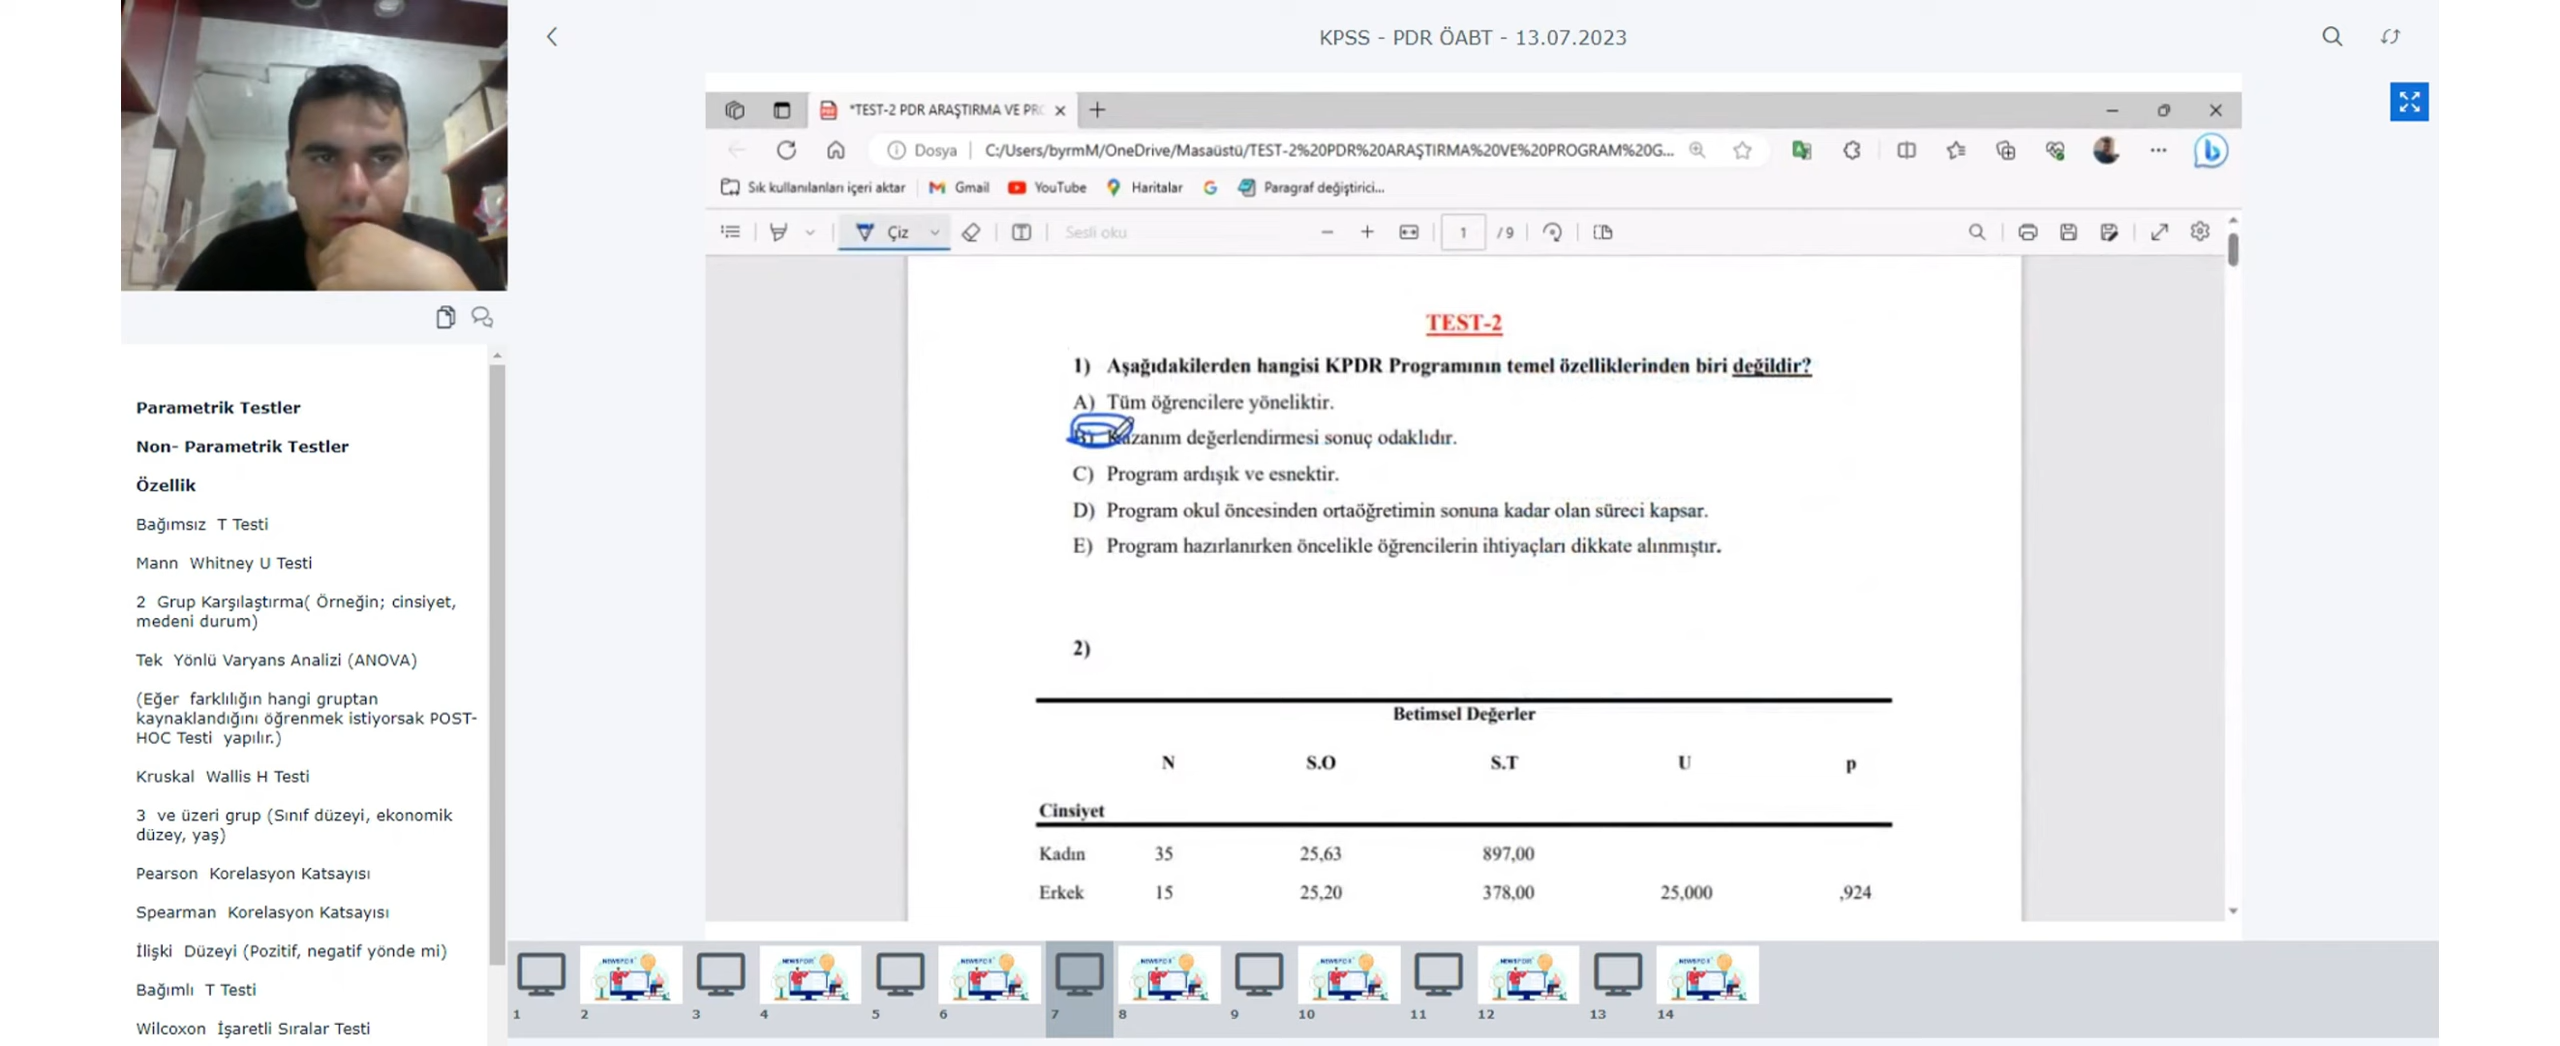 KPSS - PDR ÖABT - 13.07.2023
*TEST-2 PDR ARAŞTIRMA VE PRO
Dosya
C:/Users/byrmM/OneDrive/Masaüstü/TEST-2%20PDR%20ARAŞTIRMA%20VE%20PROGRAM%20G...
Sık kullanılanları içeri aktar
Gmail
YouTube
Haritalar
Paragraf değiştirici...
Çiz
Sesli oku
1 / 9
Parametrik Testler
Non- Parametrik Testler
Özellik
Bağımsız T Testi
Mann Whitney U Testi
2 Grup Karşılaştırma( Örneğin; cinsiyet,
medeni durum)
Tek Yönlü Varyans Analizi (ANOVA)
(Eğer farklılığın hangi gruptan
kaynaklandığını öğrenmek istiyorsak POST-
HOC Testi yapılır.)
Kruskal Wallis H Testi
3 ve üzeri grup (Sınıf düzeyi, ekonomik
düzey, yaş)
Pearson Korelasyon Katsayısı
Spearman Korelasyon Katsayısı
İlişki Düzeyi (Pozitif, negatif yönde mi)
Bağımlı T Testi
Wilcoxon İşaretli Sıralar Testi
TEST-2
1) Aşağıdakilerden hangisi KPDR Programının temel özelliklerinden biri değildir?
A) Tüm öğrencilere yöneliktir.
B) Kazanım değerlendirmesi sonuç odaklıdır.
C) Program ardışık ve esnektir.
D) Program okul öncesinden ortaöğretimin sonuna kadar olan süreci kapsar.
E) Program hazırlanırken öncelikle öğrencilerin ihtiyaçları dikkate alınmıştır.
2)
Betimsel Değerler
N S.O S.T U p
Cinsiyet
Kadın 35 25,63 897,00
Erkek 15 25,20 378,00 25,000 ,924
1 2 3 4 5 6 7 8 9 10 11 12 13 14